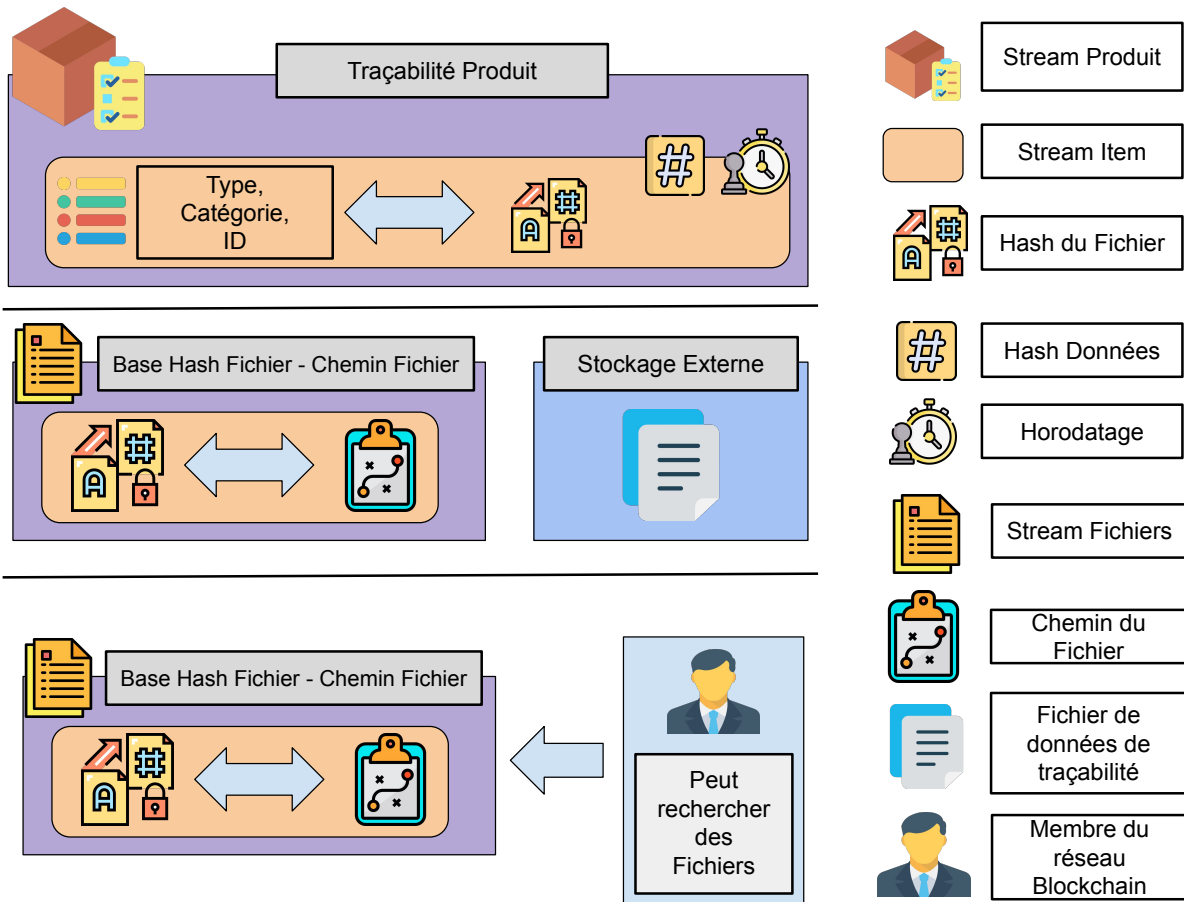 Traçabilité Produit
Type,
Catégorie,
ID
Base Hash Fichier - Chemin Fichier
Stockage Externe
Base Hash Fichier - Chemin Fichier
Peut
rechercher
des
Fichiers
Stream Produit
Stream Item
Hash du Fichier
Hash Données
Horodatage
Stream Fichiers
Chemin du
Fichier
Fichier de
données de
traçabilité
Membre du
réseau
Blockchain